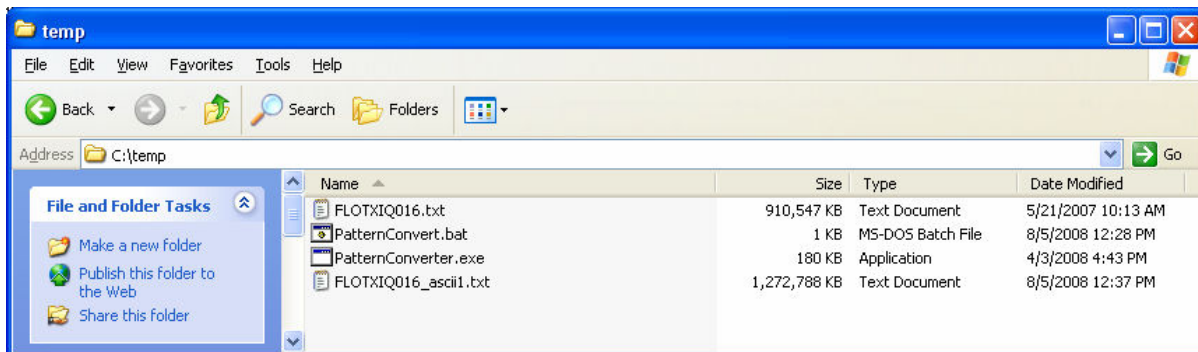 temp
File Edit View Favorites Tools Help
Back Search Folders
Address C:\temp Go
Name Size Type Date Modified
File and Folder Tasks
Make a new folder
Publish this folder to
the Web
Share this folder
FLOTXIQ016.txt 910,547 KB Text Document 5/21/2007 10:13 AM
PatternConvert.bat 1 KB MS-DOS Batch File 8/5/2008 12:28 PM
PatternConverter.exe 180 KB Application 4/3/2008 4:43 PM
FLOTXIQ016_ascii1.txt 1,272,788 KB Text Document 8/5/2008 12:37 PM